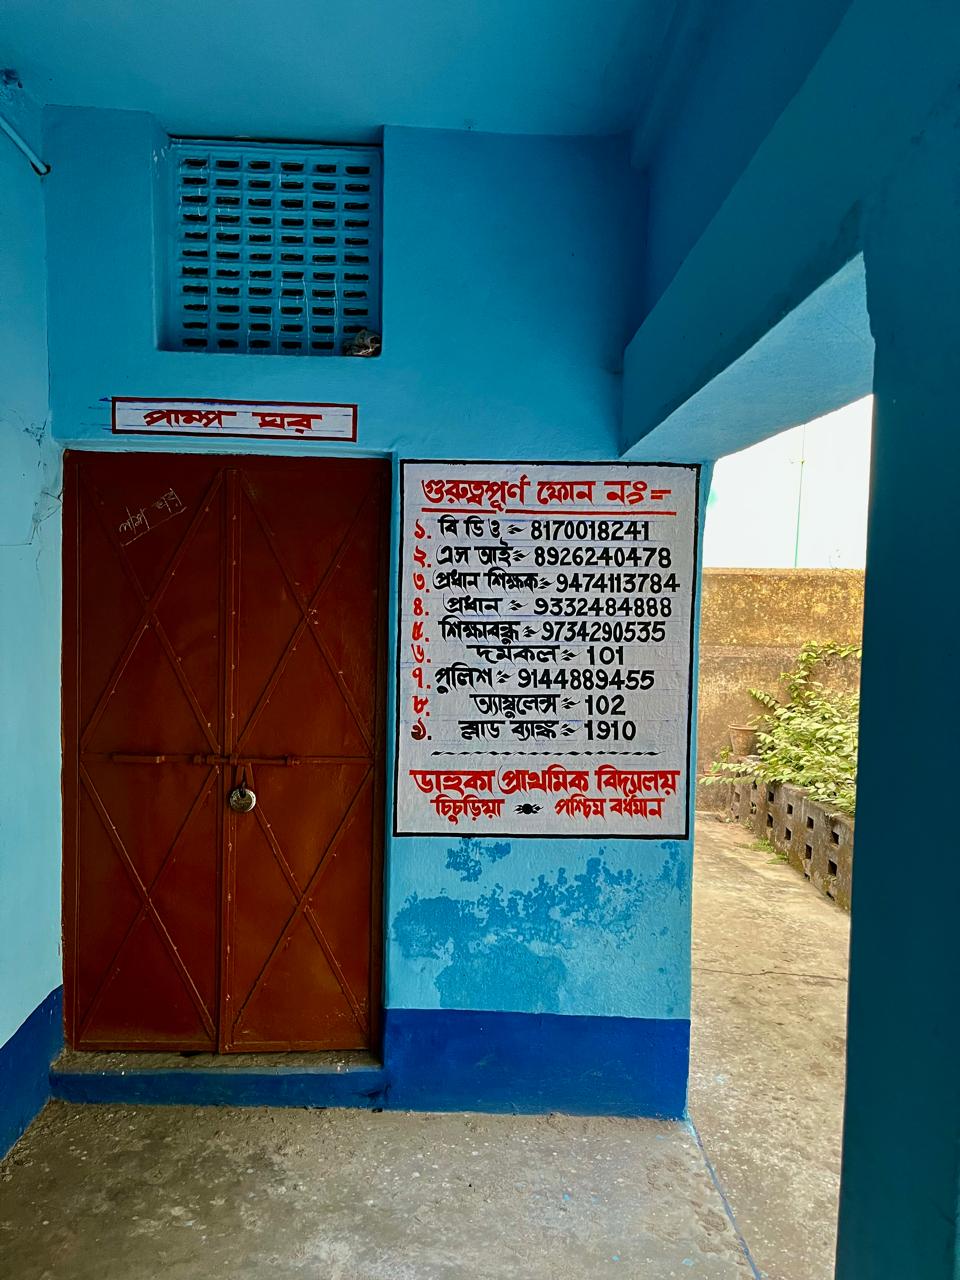 পাম্প ঘর
পাম্প ঘর
গুরুত্বপূর্ণ ফোন নং:-
১. বি ডি ও :- 8170018241
২. এস আই :- 8926240478
৩. প্রধান শিক্ষক :- 9474113784
৪. প্রধান :- 9332484888
৫. শিক্ষাবন্ধু :- 9734290535
৬. দমকল :- 101
৭. পুলিশ :- 9144889455
৮. অ্যাম্বুলেন্স :- 102
৯. ব্লাড ব্যাঙ্ক :- 1910
ডাহুকা প্রাথমিক বিদ্যালয়
চিচুড়িয়া পশ্চিম বর্ধমান